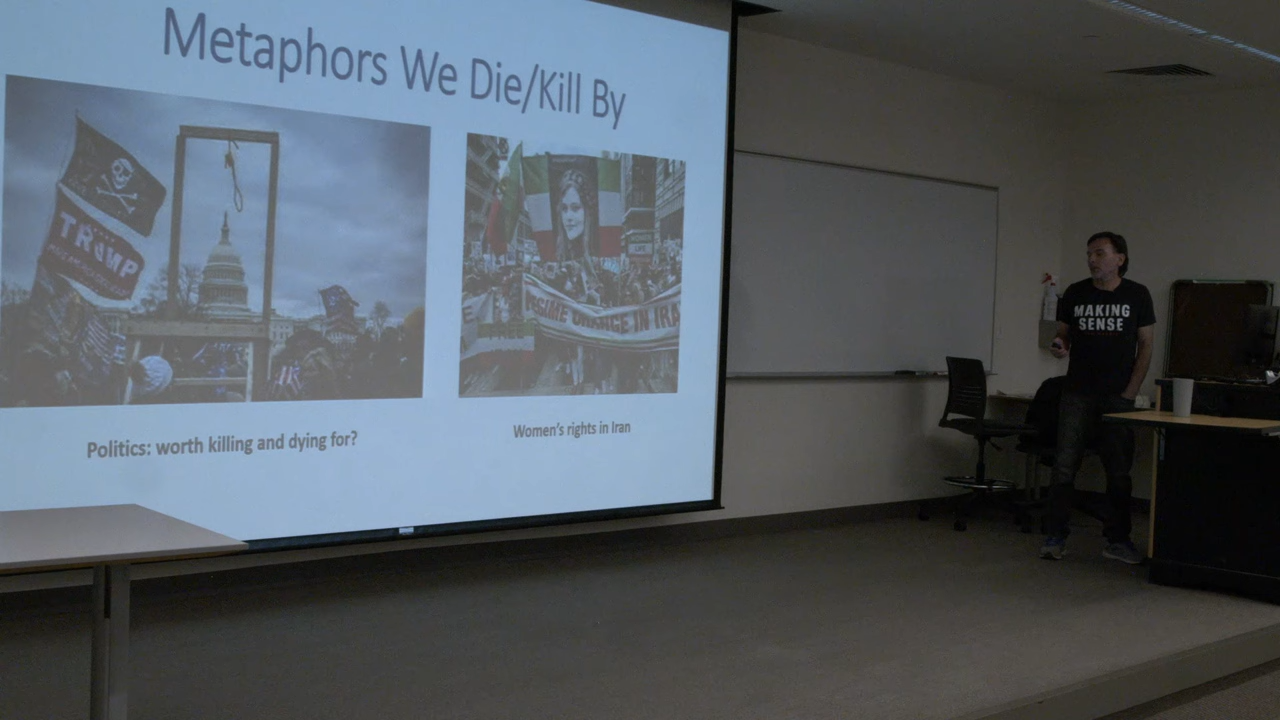 Metaphors We Die/Kill By
TRUMP
REGIME CHANGE IN IRA
Politics: worth killing and dying for?
Women's rights in Iran
MAKING
SENSE